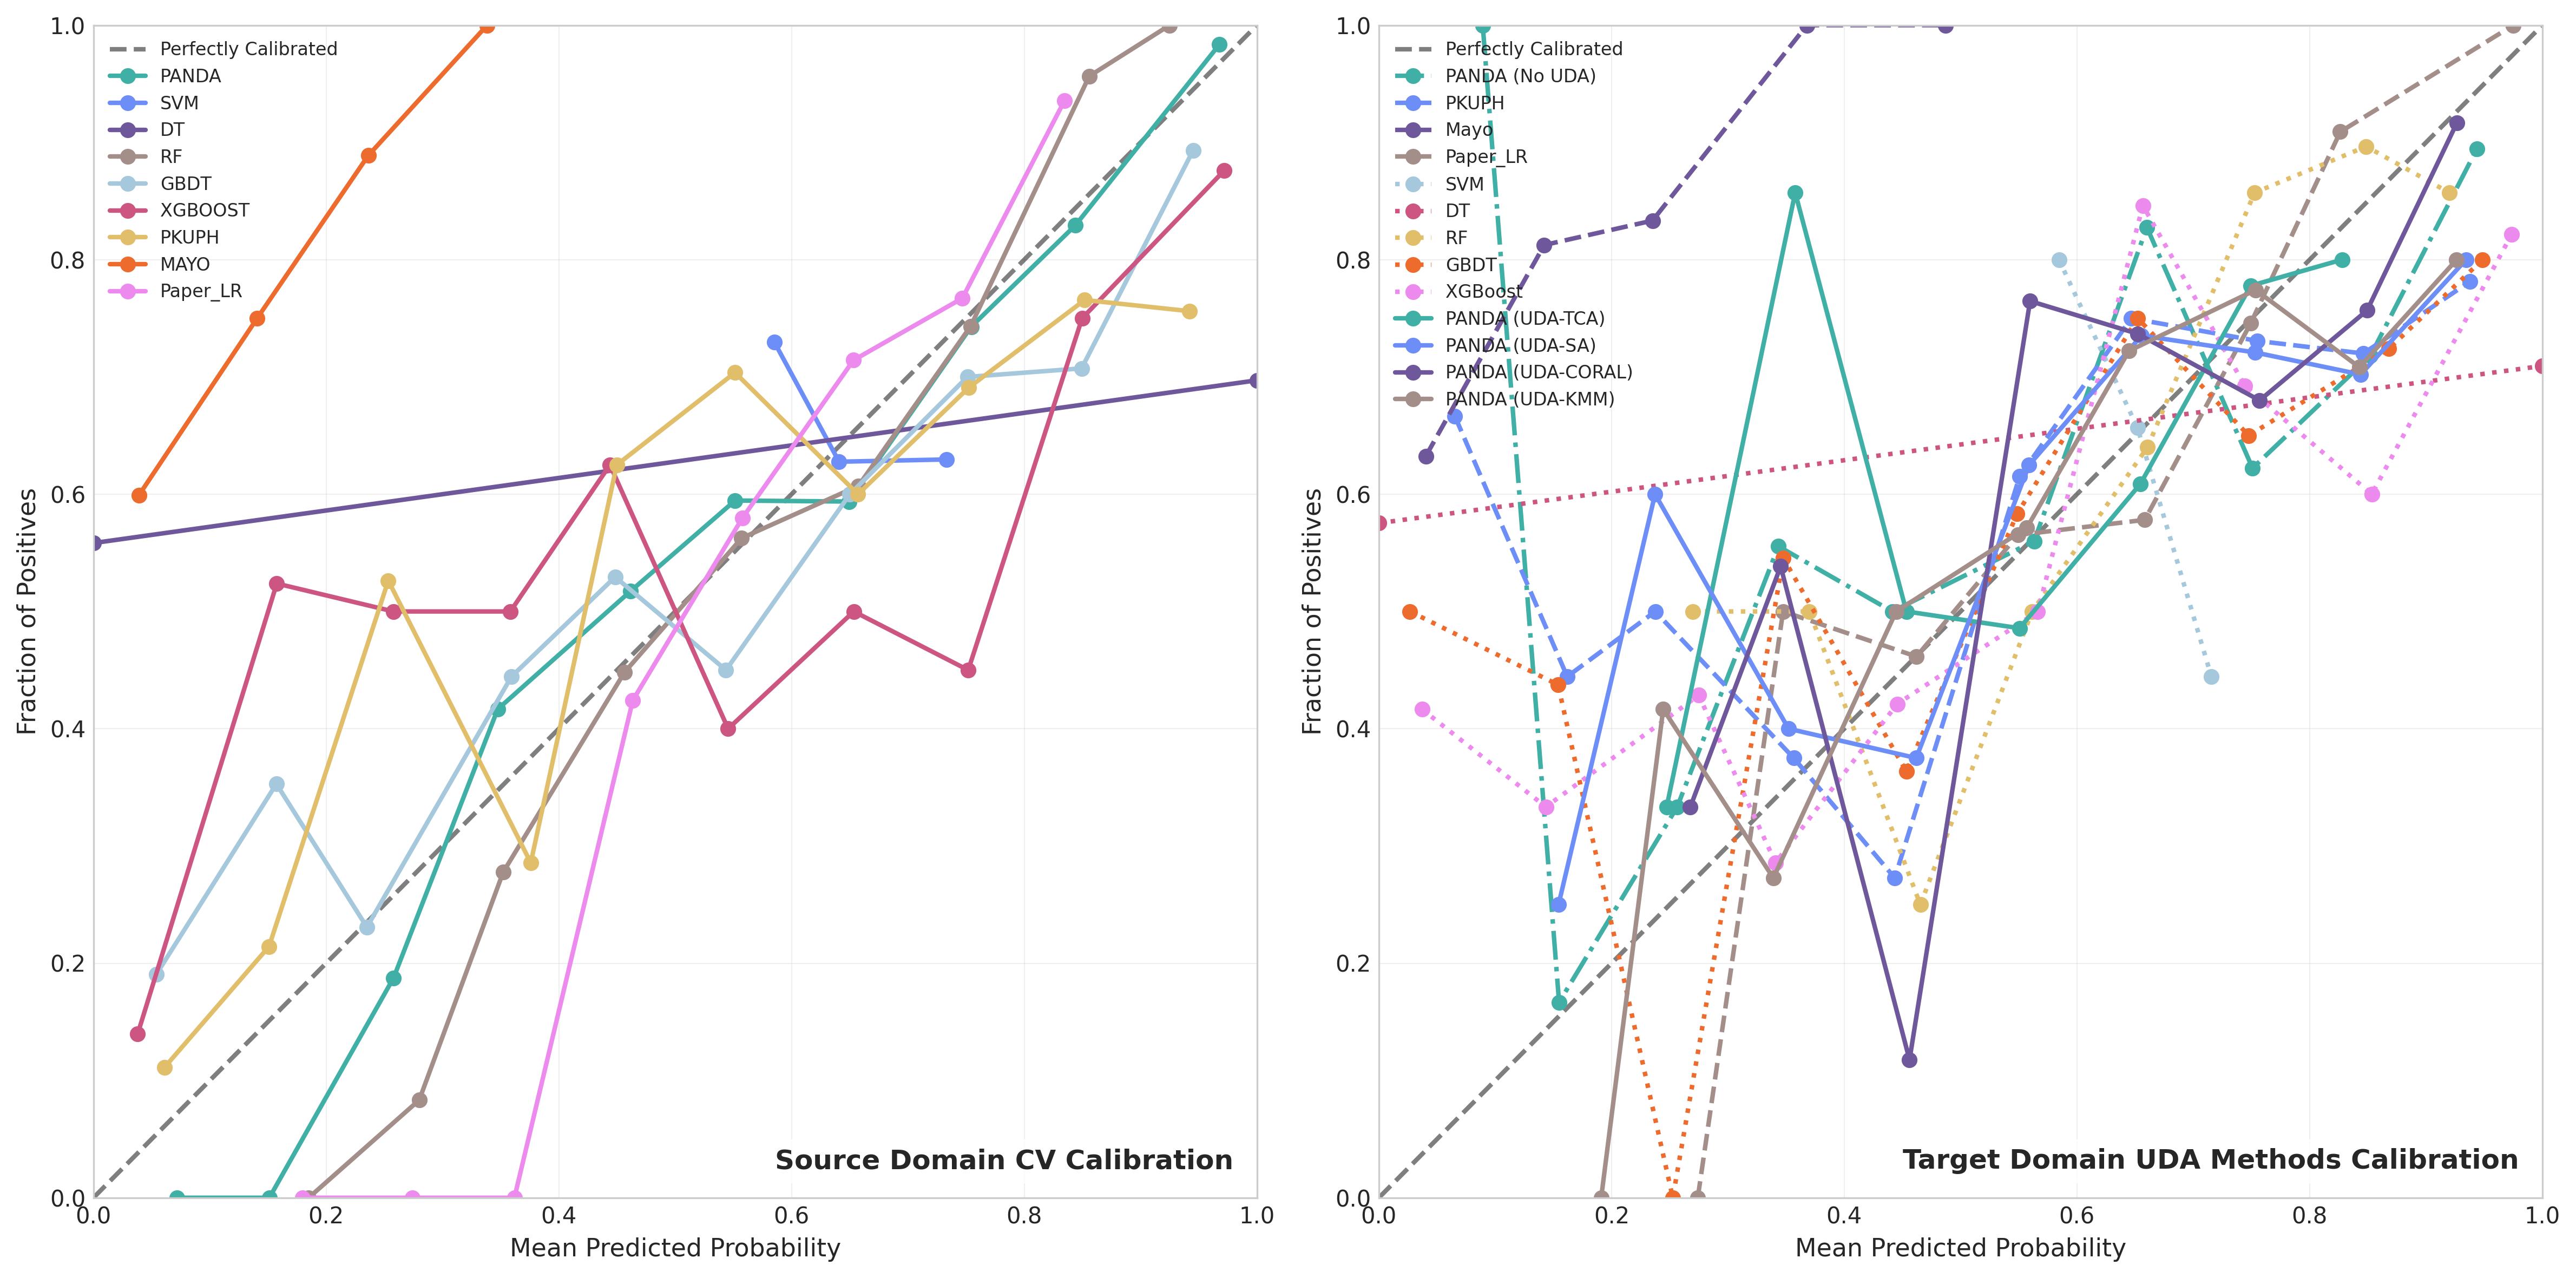 1.0
0.8
0.6
0.4
0.2
0.0
Fraction of Positives
Perfectly Calibrated
PANDA
SVM
DT
RF
GBDT
XGBOOST
PKUPH
MAYO
Paper_LR
Source Domain CV Calibration
0.0 0.2 0.4 0.6 0.8 1.0
Mean Predicted Probability
1.0
0.8
0.6
0.4
0.2
0.0
Fraction of Positives
Perfectly Calibrated
PANDA (No UDA)
PKUPH
Mayo
Paper_LR
SVM
DT
RF
GBDT
XGBoost
PANDA (UDA-TCA)
PANDA (UDA-SA)
PANDA (UDA-CORAL)
PANDA (UDA-KMM)
Target Domain UDA Methods Calibration
0.0 0.2 0.4 0.6 0.8 1.0
Mean Predicted Probability